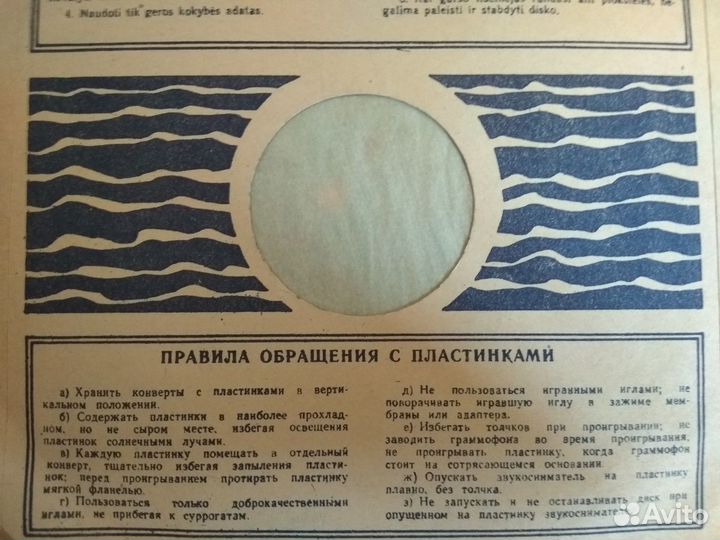 4. Naudoti tik geros kokybės adatas.
galima paleisti ir stabdyti disko.
ПРАВИЛА ОБРАЩЕНИЯ С ПЛАСТИНКАМИ
а) Хранить конверты с пластинками в верти-
кальном положении.
б) Содержать пластинки в наиболее прохлад-
ном, но не сыром месте, избегая освещения
пластинок солнечными лучами.
в) Каждую пластинку помещать в отдельный
конверт, тщательно избегая запыления пласти-
нок; перед проигрыванием протирать пластинку
мягкой фланелью.
г) Пользоваться только доброкачественными
иглами, не прибегая к суррогатам.
д) Не пользоваться игранными иглами; не
поворачивать игравшую иглу в зажиме мем-
браны или адаптера.
е) Избегать толчков при проигрывании; не
заводить граммофона во время проигрывания,
не проигрывать пластинку, когда граммофон
стоит на сотрясающемся основании.
ж) Опускать звукосниматель на пластинку
плавно, без толчка.
з) Не запускать и не останавливать диск при
опущенном на пластинку звукоснимателе
Avito